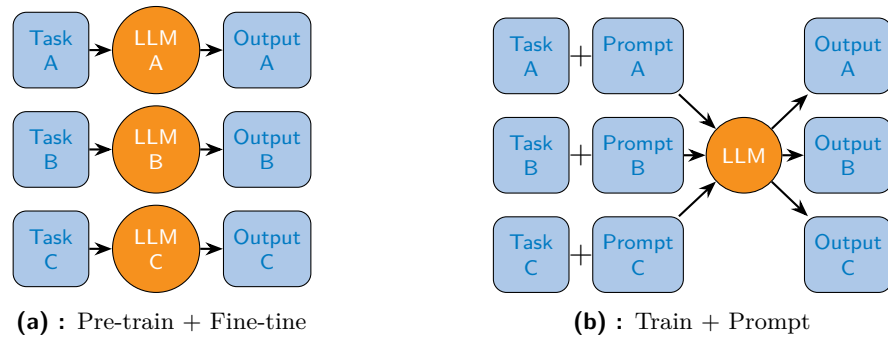 Task
A
LLM
A
Output
A
Task
B
LLM
B
Output
B
Task
C
LLM
C
Output
C
(a) : Pre-train + Fine-tine
Task
A
+
Prompt
A
Task
B
+
Prompt
B
Task
C
+
Prompt
C
LLM
Output
A
Output
B
Output
C
(b) : Train + Prompt